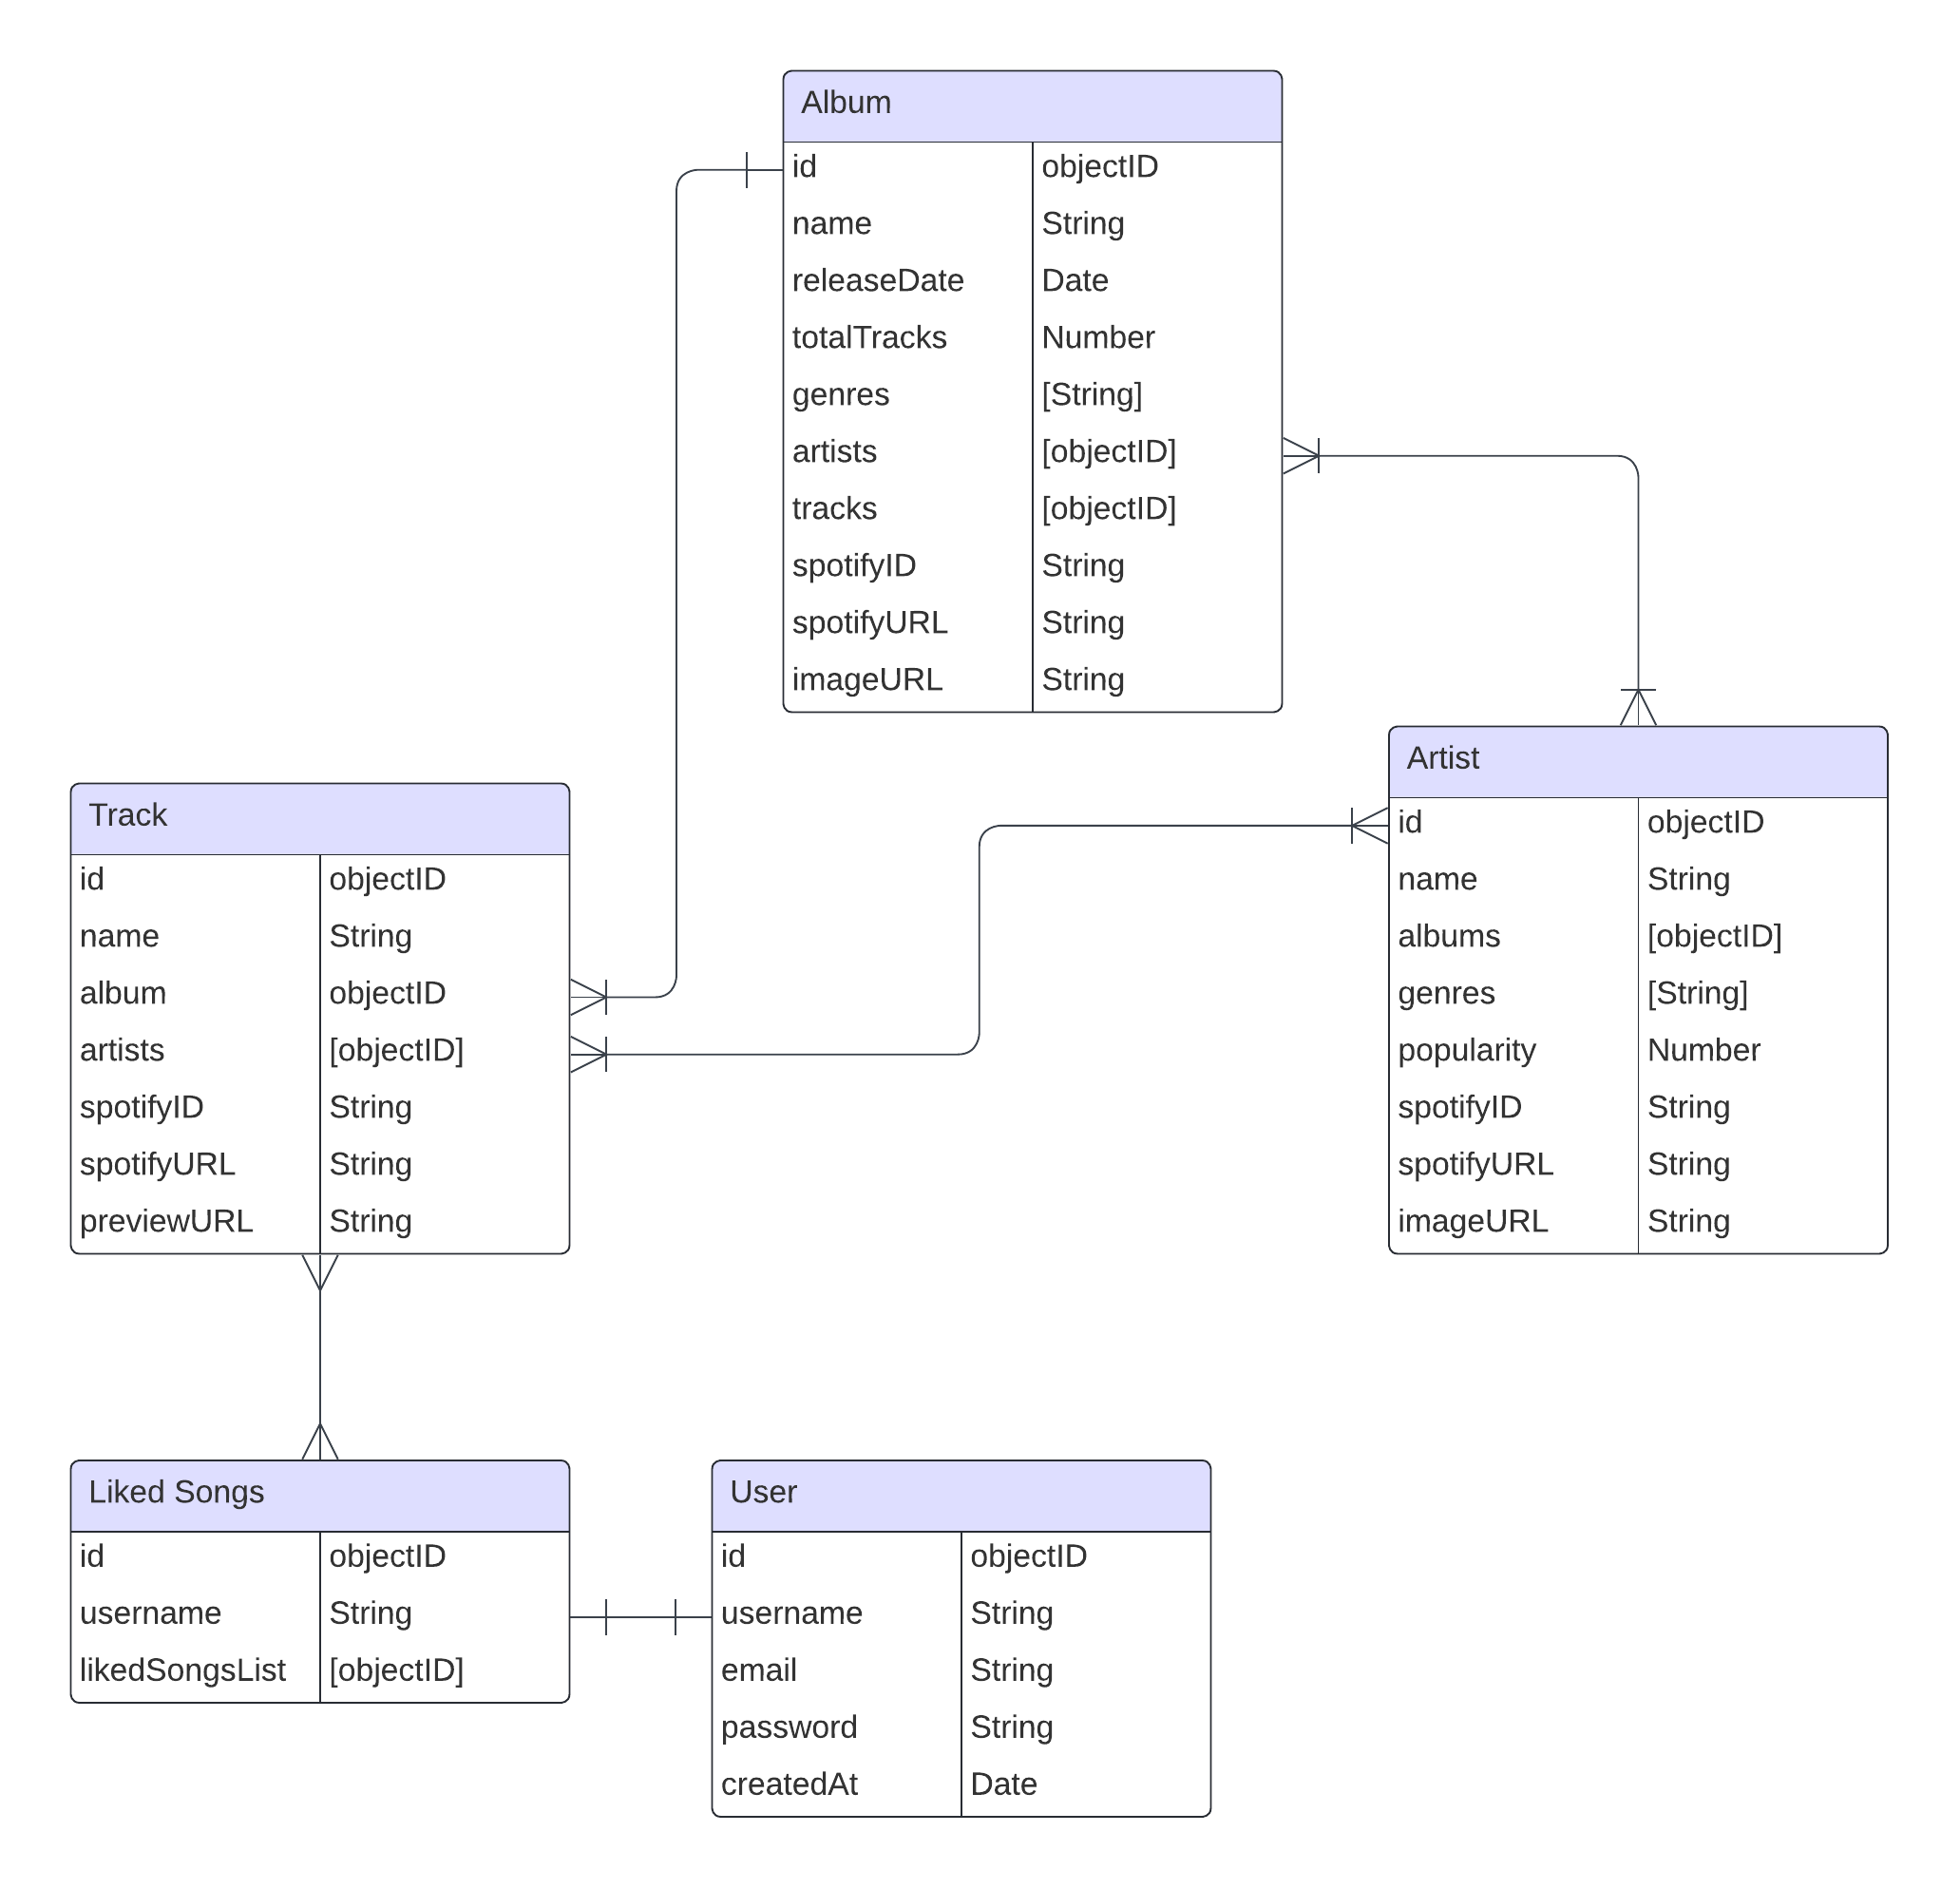 Album
id objectID
name String
releaseDate Date
totalTracks Number
genres [String]
artists [objectID]
tracks [objectID]
spotifyID String
spotifyURL String
imageURL String
Artist
id objectID
name String
albums [objectID]
genres [String]
popularity Number
spotifyID String
spotifyURL String
imageURL String
Track
id objectID
name String
album objectID
artists [objectID]
spotifyID String
spotifyURL String
previewURL String
Liked Songs
id objectID
username String
likedSongsList [objectID]
User
id objectID
username String
email String
password String
createdAt Date